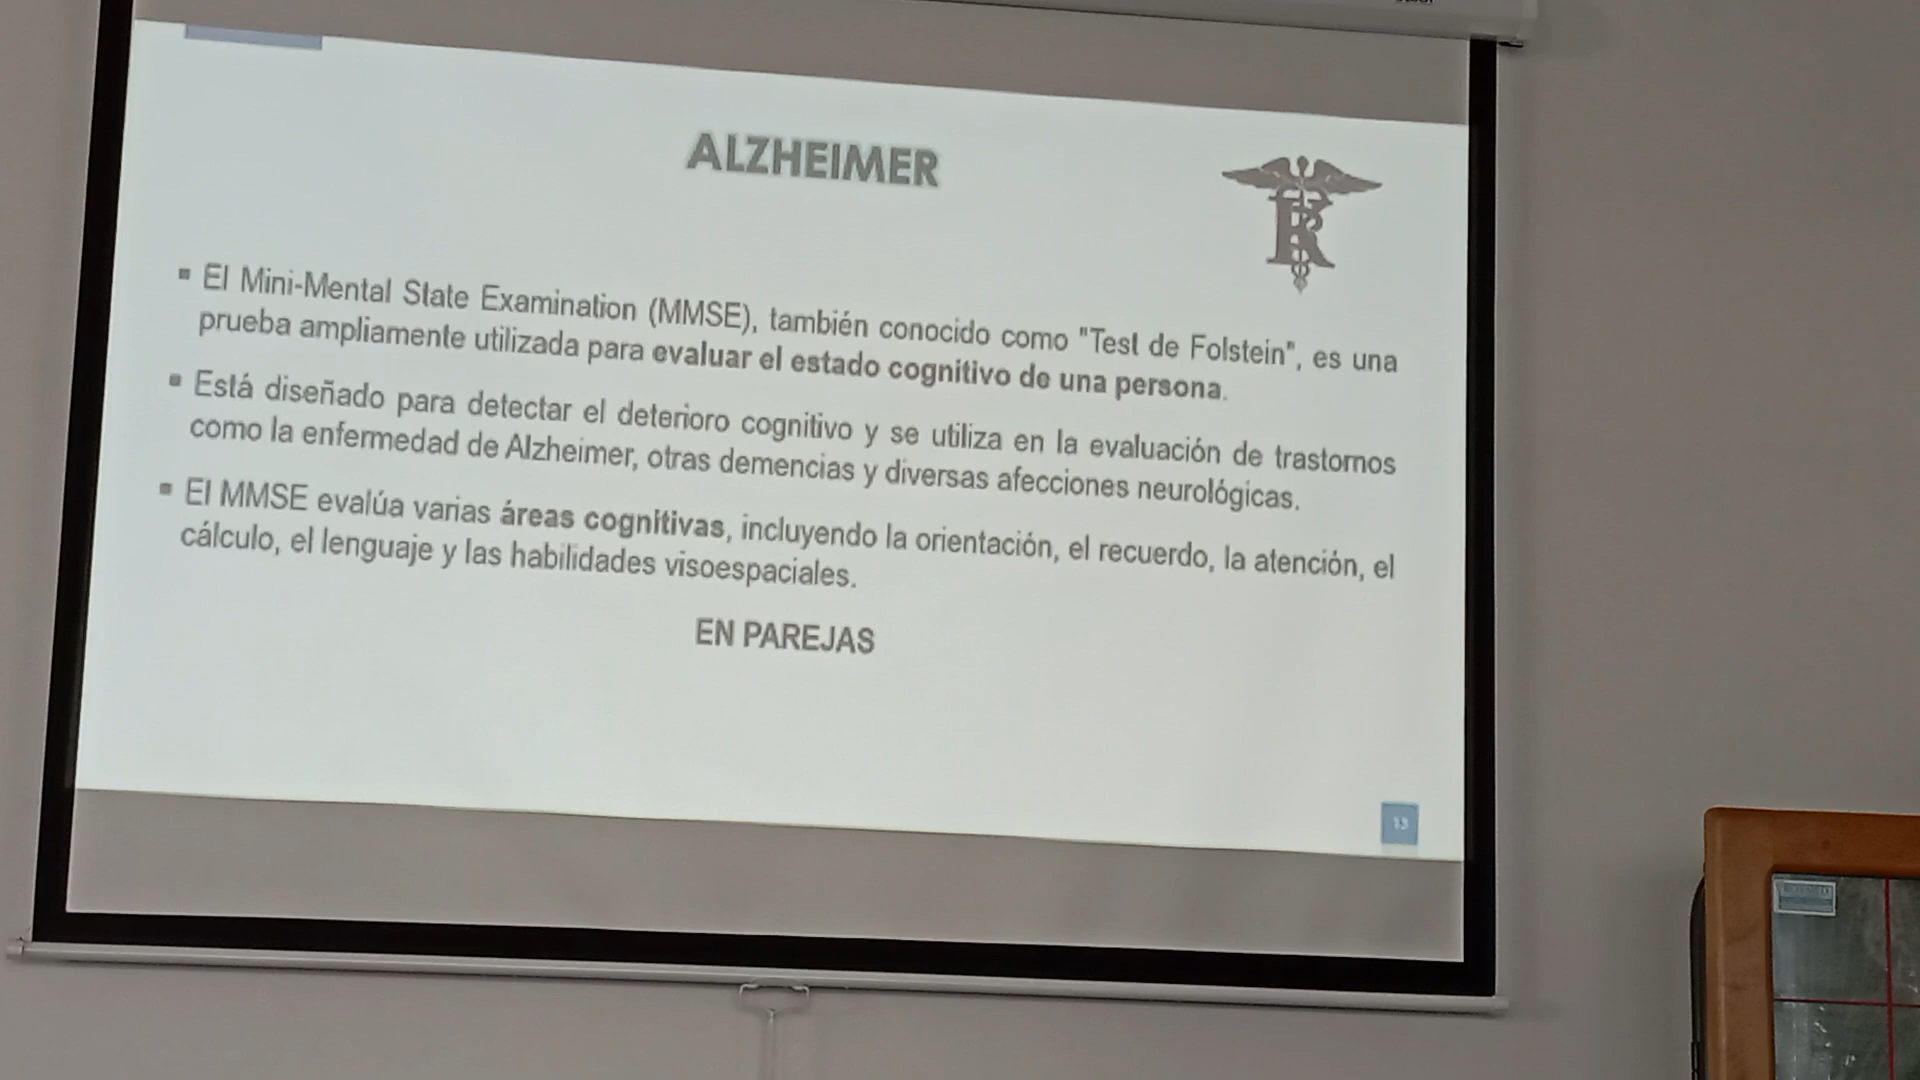 ALZHEIMER
▪ El Mini-Mental State Examination (MMSE), también conocido como "Test de Folstein", es una
prueba ampliamente utilizada para evaluar el estado cognitivo de una persona.
▪ Está diseñado para detectar el deterioro cognitivo y se utiliza en la evaluación de trastornos
como la enfermedad de Alzheimer, otras demencias y diversas afecciones neurológicas.
▪ El MMSE evalúa varias áreas cognitivas, incluyendo la orientación, el recuerdo, la atención, el
cálculo, el lenguaje y las habilidades visoespaciales.
EN PAREJAS
13